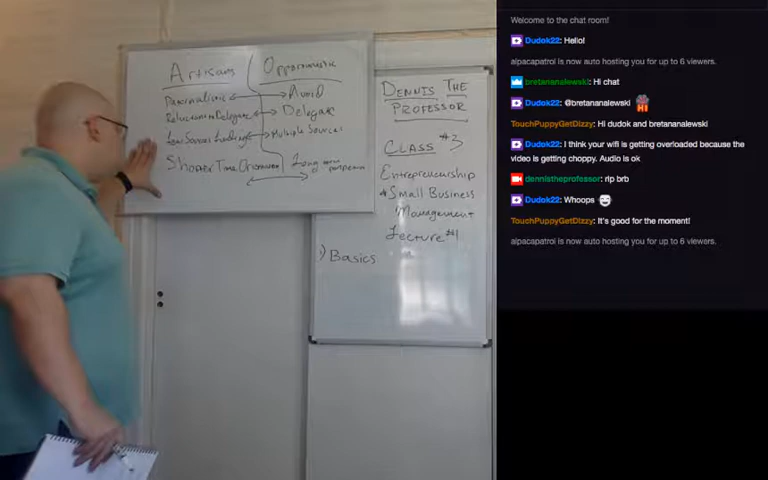 Artisans
Opportunistic
Paternalistic
Avoid
Reluctant to Delegate
Delegate
Few Sources Funding
Multiple Sources
Shorter Time Orientation
Long term
DENNIS THE
PROFESSOR
CLASS #3
Entrepreneurship
Small Business
Management
Lecture #1
1) Basics
Welcome to the chat room!
Dudok22: Hello!
alpacapatrol is now auto hosting you for up to 6 viewers.
bretananalewski: Hi chat
Dudok22: @bretananalewski
TouchPuppyGetDizzy: Hi dudok and bretananalewski
Dudok22: I think your wifi is getting overloaded because the
video is getting choppy. Audio is ok
dennistheprofessor: rip brb
Dudok22: Whoops
TouchPuppyGetDizzy: It's good for the moment!
alpacapatrol is now auto hosting you for up to 6 viewers.